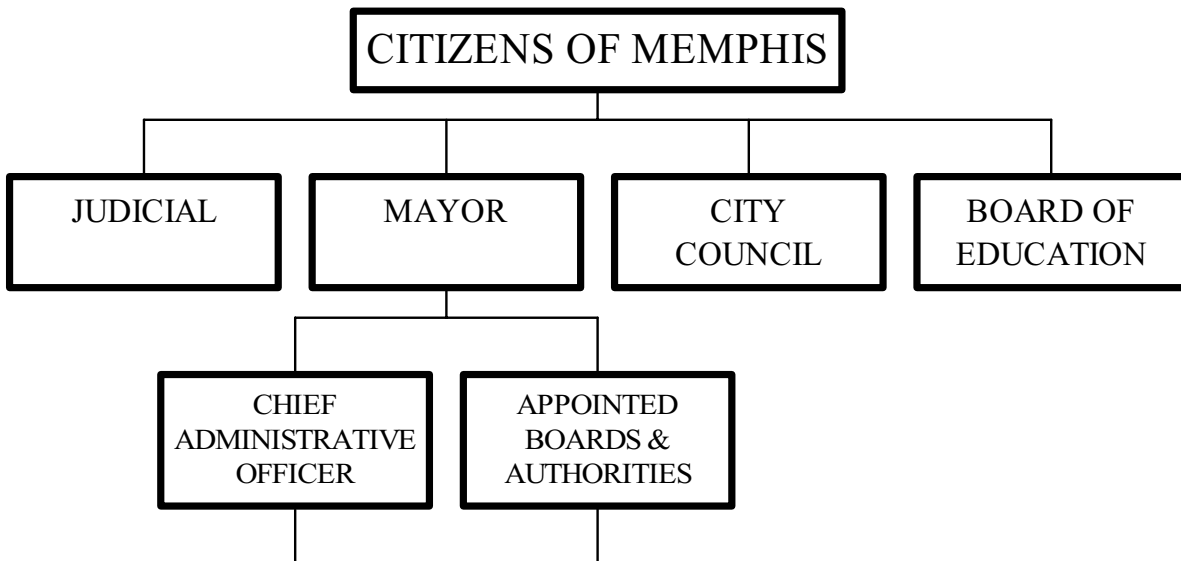 CITIZENS OF MEMPHIS
JUDICIAL
MAYOR
CITY
COUNCIL
BOARD OF
EDUCATION
CHIEF
ADMINISTRATIVE
OFFICER
APPOINTED
BOARDS &
AUTHORITIES